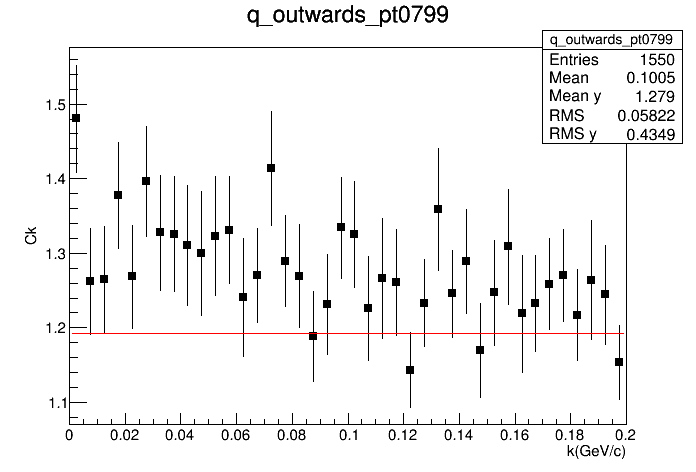 q_outwards_pt0799
q_outwards_pt0799
Entries 1550
Mean 0.1005
Mean y 1.279
RMS 0.05822
RMS y 0.4349
Ck
1.5
1.4
1.3
1.2
1.1
0 0.02 0.04 0.06 0.08 0.1 0.12 0.14 0.16 0.18 0.2
k(GeV/c)